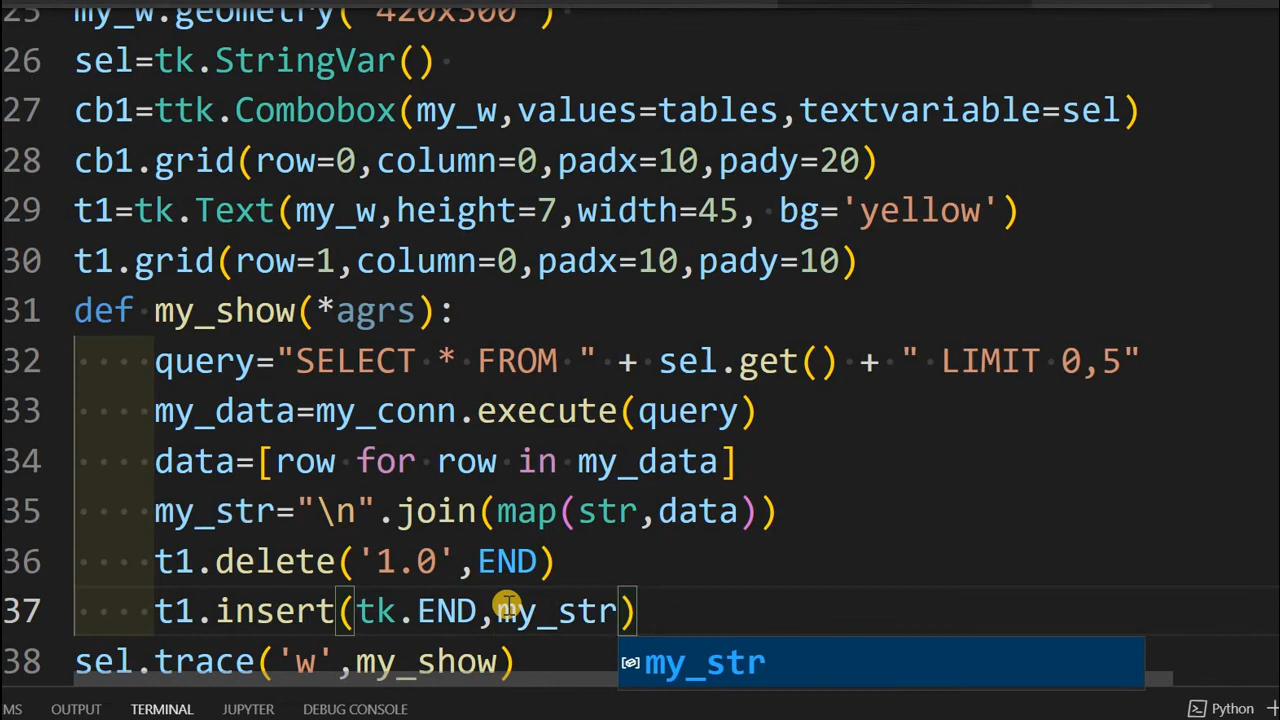 25 my_w.geometry("420x300")
26 sel=tk.StringVar()
27 cb1=ttk.Combobox(my_w,values=tables,textvariable=sel)
28 cb1.grid(row=0,column=0,padx=10,pady=20)
29 t1=tk.Text(my_w,height=7,width=45, bg='yellow')
30 t1.grid(row=1,column=0,padx=10,pady=10)
31 def my_show(*agrs):
32 query="SELECT * FROM " + sel.get() + " LIMIT 0,5"
33 my_data=my_conn.execute(query)
34 data=[row for row in my_data]
35 my_str="\n".join(map(str,data))
36 t1.delete('1.0',END)
37 t1.insert(tk.END,my_str)
38 sel.trace('w',my_show)
my_str
MS OUTPUT TERMINAL JUPYTER DEBUG CONSOLE Python